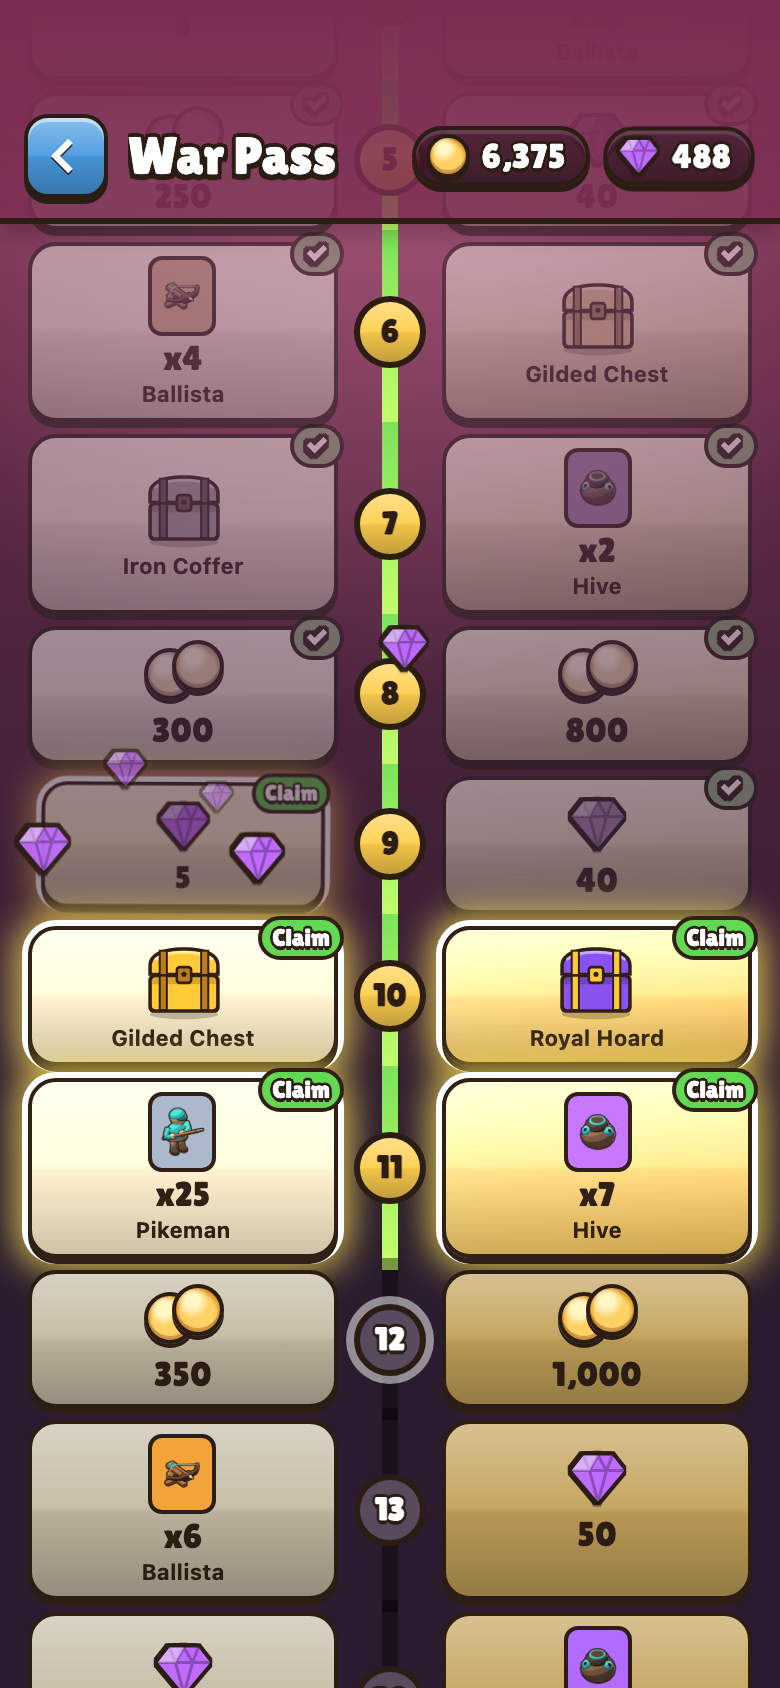 5
Ballista
War Pass
5
6,375
488
250
40
6
x4
Ballista
Gilded Chest
7
Iron Coffer
x2
Hive
8
300
800
Claim
9
5
40
Claim
Claim
10
Gilded Chest
Royal Hoard
Claim
Claim
11
x25
Pikeman
x7
Hive
12
350
1,000
13
x6
Ballista
50